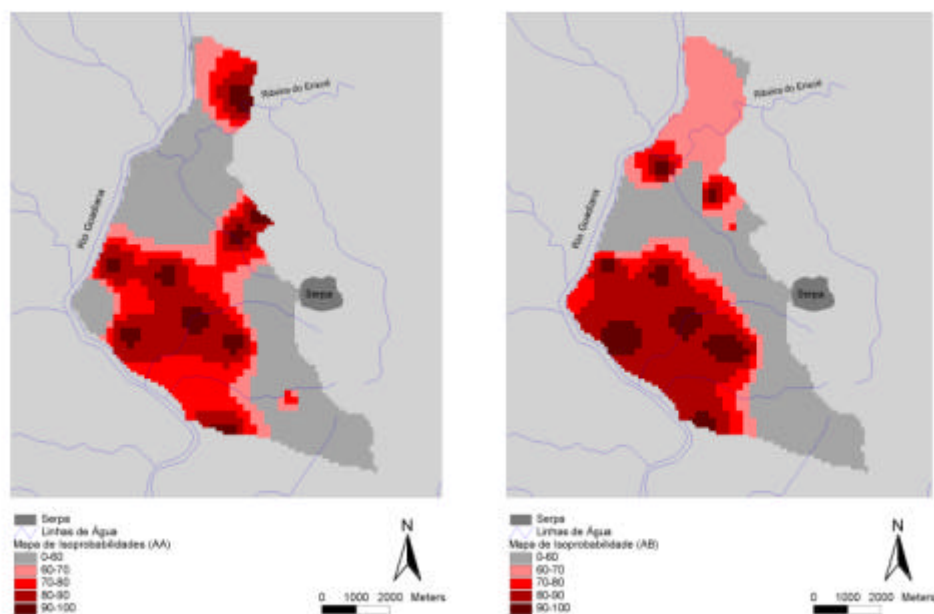 Ribeira do Enxoé
Rio Guadiana
Serpa
Serpa
Linhas de Água
Mapa de Isoprobabilidades (AA)
0-60
60-70
70-80
80-90
90-100
N
0 1000 2000 Meters
Ribeira do Enxoé
Rio Guadiana
Serpa
Serpa
Linhas de Água
Mapa de Isoprobabilidade (AB)
0-60
60-70
70-80
80-90
90-100
N
0 1000 2000 Meters